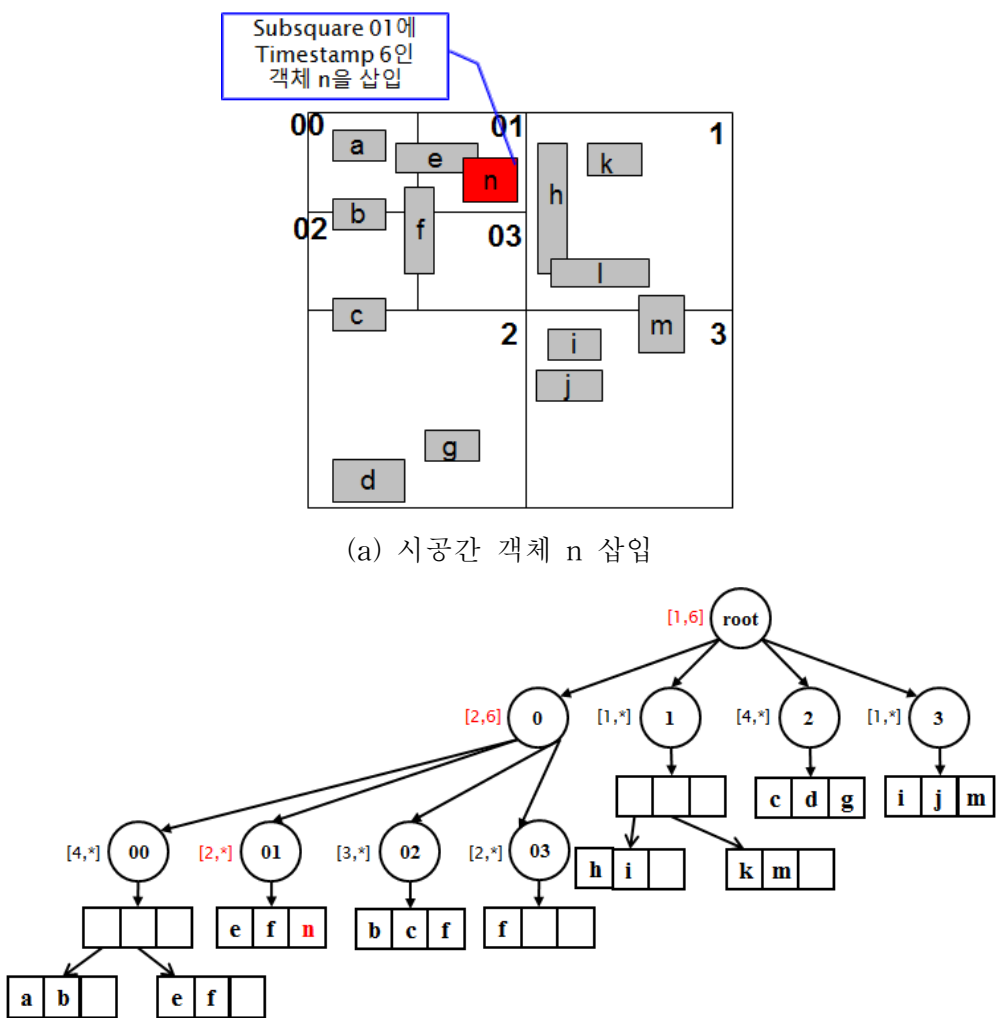 Subsquare 01에
Timestamp 6인
객체 n을 삽입
00 01 1
a e k
n
h
b f
02 03
l
c m
2 i 3
j
g
d
(a) 시공간 객체 n 삽입
[1,6] root
[2,6] 0 [1,*] 1 [4,*] 2 [1,*] 3
c d g i j m
[4,*] 00 [2,*] 01 [3,*] 02 [2,*] 03
h i k m
e f n b c f f
a b e f